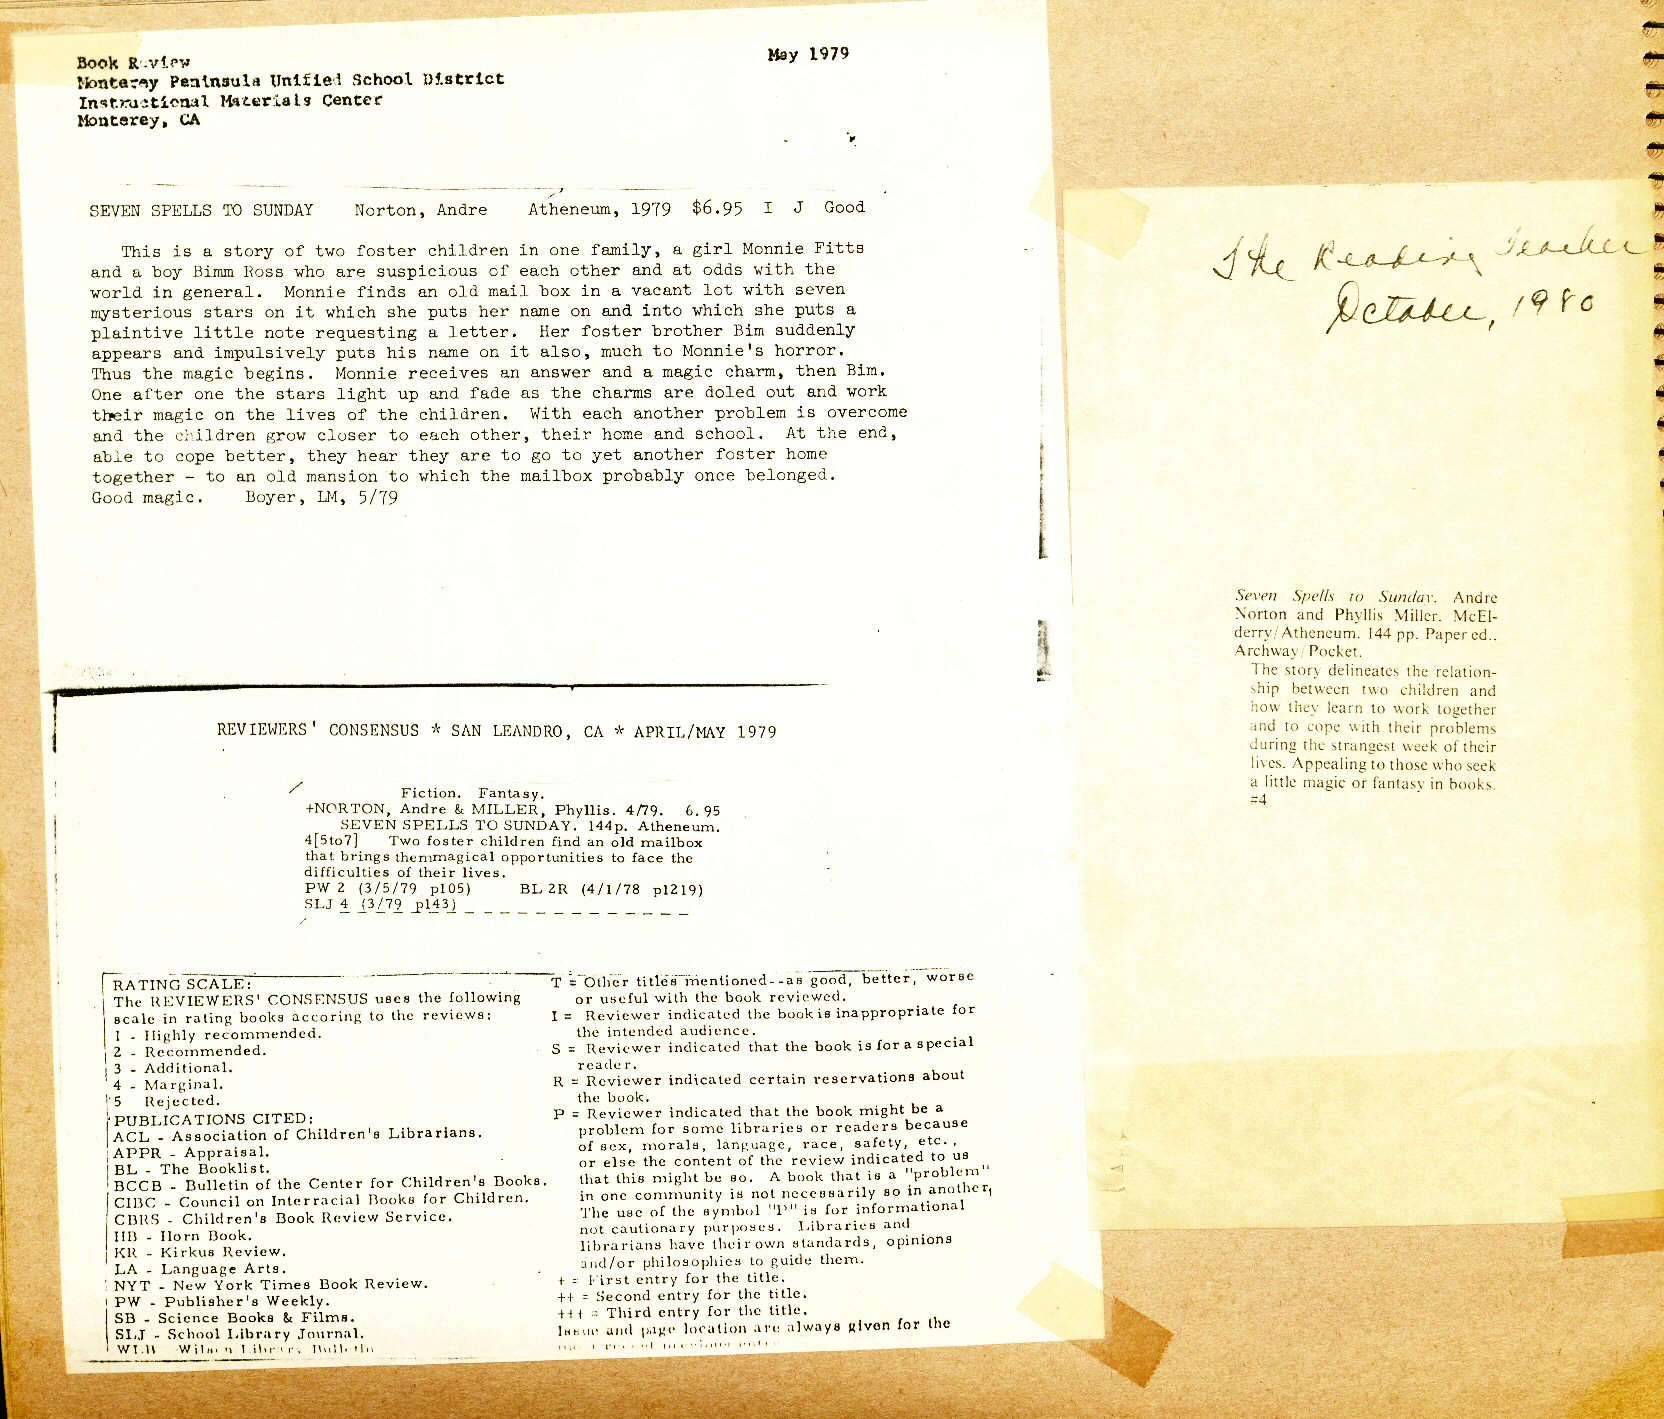 Book Review
Monterey Peninsula Unified School District
Instructional Materials Center
Monterey, CA
May 1979
SEVEN SPELLS TO SUNDAY Norton, Andre Atheneum, 1979 $6.95 I J Good
This is a story of two foster children in one family, a girl Monnie Fitts
and a boy Bimm Ross who are suspicious of each other and at odds with the
world in general. Monnie finds an old mail box in a vacant lot with seven
mysterious stars on it which she puts her name on and into which she puts a
plaintive little note requesting a letter. Her foster brother Bim suddenly
appears and impulsively puts his name on it also, much to Monnie's horror.
Thus the magic begins. Monnie receives an answer and a magic charm, then Bim.
One after one the stars light up and fade as the charms are doled out and work
their magic on the lives of the children. With each another problem is overcome
and the children grow closer to each other, their home and school. At the end,
able to cope better, they hear they are to go to yet another foster home
together - to an old mansion to which the mailbox probably once belonged.
Good magic. Boyer, LM, 5/79
REVIEWERS' CONSENSUS * SAN LEANDRO, CA * APRIL/MAY 1979
Fiction. Fantasy.
+NORTON, Andre & MILLER, Phyllis. 4/79. 6.95
SEVEN SPELLS TO SUNDAY. 144p. Atheneum.
4[5to7] Two foster children find an old mailbox
that brings themmagical opportunities to face the
difficulties of their lives.
PW 2 (3/5/79 p105) BL 2R (4/1/78 p1219)
SLJ 4 (3/79 p143)
RATING SCALE:
The REVIEWERS' CONSENSUS uses the following
scale in rating books accoring to the reviews:
1 - Highly recommended.
2 - Recommended.
3 - Additional.
4 - Marginal.
5 Rejected.
PUBLICATIONS CITED:
ACL - Association of Children's Librarians.
APPR - Appraisal.
BL - The Booklist.
BCCB - Bulletin of the Center for Children's Books.
CIBC - Council on Interracial Books for Children.
CBRS - Children's Book Review Service.
HB - Horn Book.
KR - Kirkus Review.
LA - Language Arts.
NYT - New York Times Book Review.
PW - Publisher's Weekly.
SB - Science Books & Films.
SLJ - School Library Journal.
WLB Wilson Library Bulletin
T = Other titles mentioned--as good, better, worse
or useful with the book reviewed.
I = Reviewer indicated the book is inappropriate for
the intended audience.
S = Reviewer indicated that the book is for a special
reader.
R = Reviewer indicated certain reservations about
the book.
P = Reviewer indicated that the book might be a
problem for some libraries or readers because
of sex, morals, language, race, safety, etc.,
or else the content of the review indicated to us
that this might be so. A book that is a "problem"
in one community is not necessarily so in another,
The use of the symbol "P" is for informational
not cautionary purposes. Libraries and
librarians have their own standards, opinions
and/or philosophies to guide them.
+ = First entry for the title.
++ = Second entry for the title.
+++ = Third entry for the title.
Issue and page location are always given for the
The Reading Teacher
October, 1980
Seven Spells to Sunday. Andre
Norton and Phyllis Miller. McEl-
derry/Atheneum. 144 pp. Paper ed.,
Archway/Pocket.
The story delineates the relation-
ship between two children and
how they learn to work together
and to cope with their problems
during the strangest week of their
lives. Appealing to those who seek
a little magic or fantasy in books.
#4